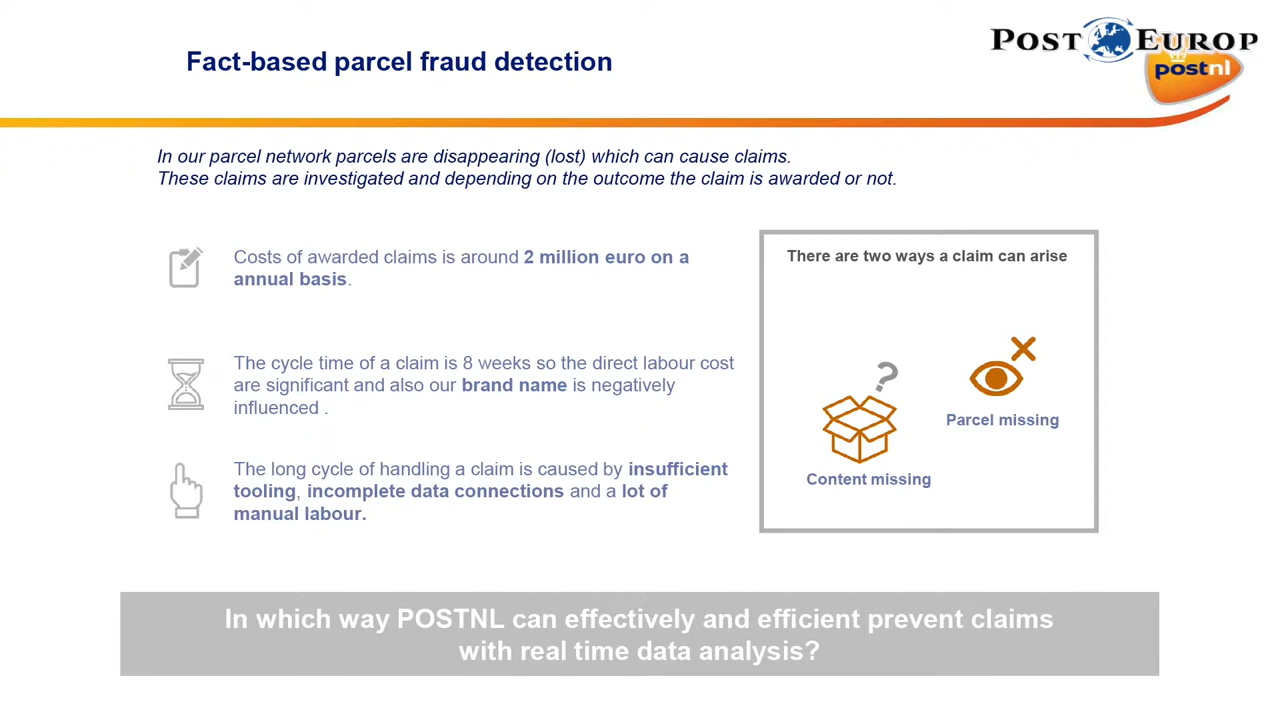 Fact-based parcel fraud detection
POST EUROP
postnl
In our parcel network parcels are disappearing (lost) which can cause claims.
These claims are investigated and depending on the outcome the claim is awarded or not.
Costs of awarded claims is around 2 million euro on a
annual basis.
The cycle time of a claim is 8 weeks so the direct labour cost
are significant and also our brand name is negatively
influenced .
The long cycle of handling a claim is caused by insufficient
tooling, incomplete data connections and a lot of
manual labour.
There are two ways a claim can arise
?
Parcel missing
Content missing
In which way POSTNL can effectively and efficient prevent claims
with real time data analysis?